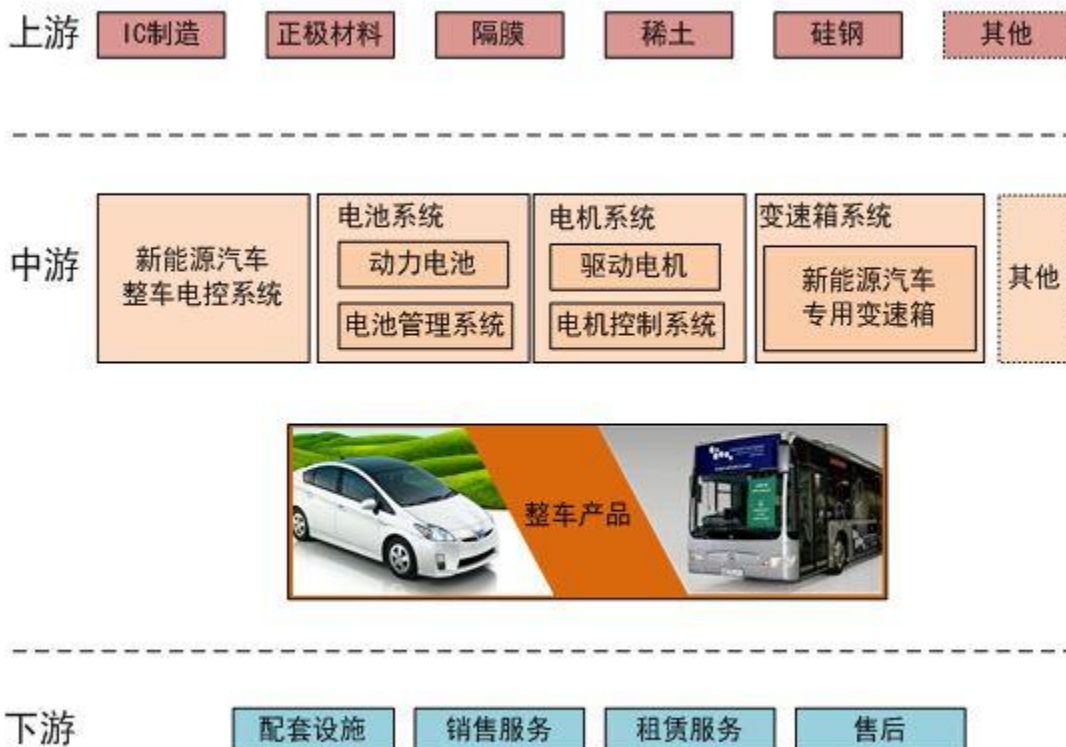 上游
IC制造
正极材料
隔膜
稀土
硅钢
其他
中游
新能源汽车
整车电控系统
电池系统
动力电池
电池管理系统
电机系统
驱动电机
电机控制系统
变速箱系统
新能源汽车
专用变速箱
其他
整车产品
下游
配套设施
销售服务
租赁服务
售后